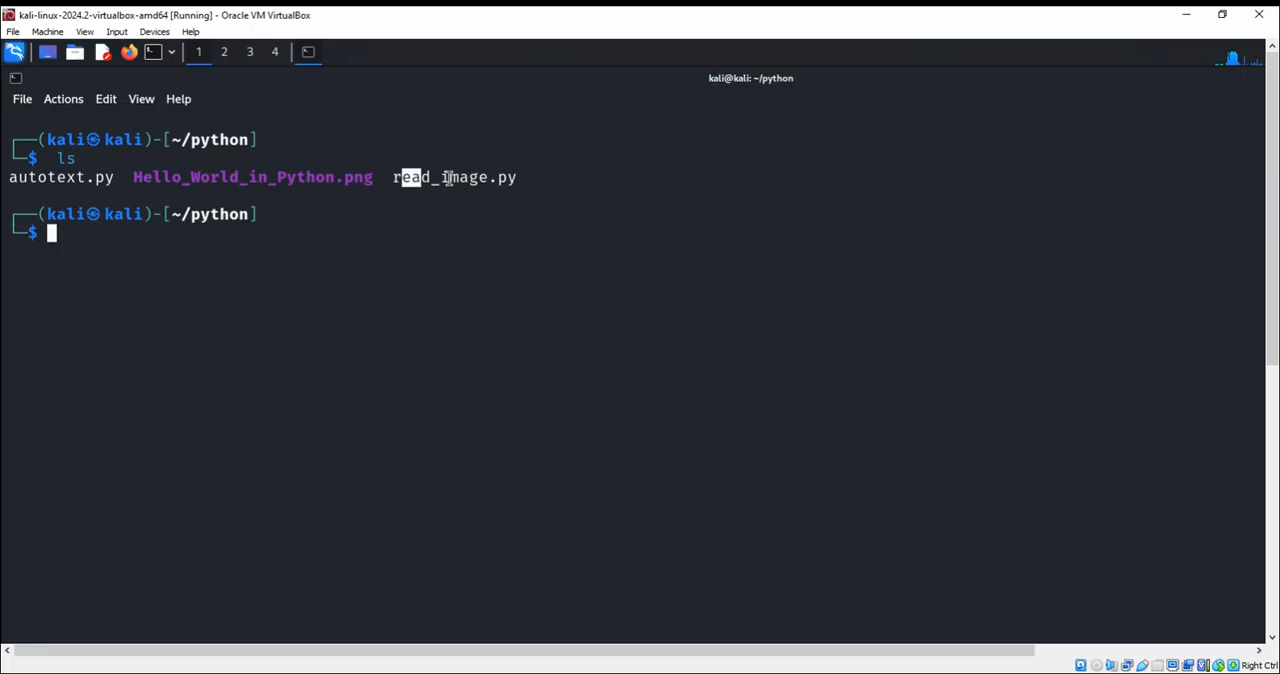 kali-linux-2024.2-virtualbox-amd64 [Running] - Oracle VM VirtualBox
File Machine View Input Devices Help
1 2 3 4
kali@kali: ~/python
File Actions Edit View Help
┌──(kali㉿kali)-[~/python]
└─$ ls
autotext.py Hello_World_in_Python.png read_image.py
┌──(kali㉿kali)-[~/python]
└─$
Right Ctrl